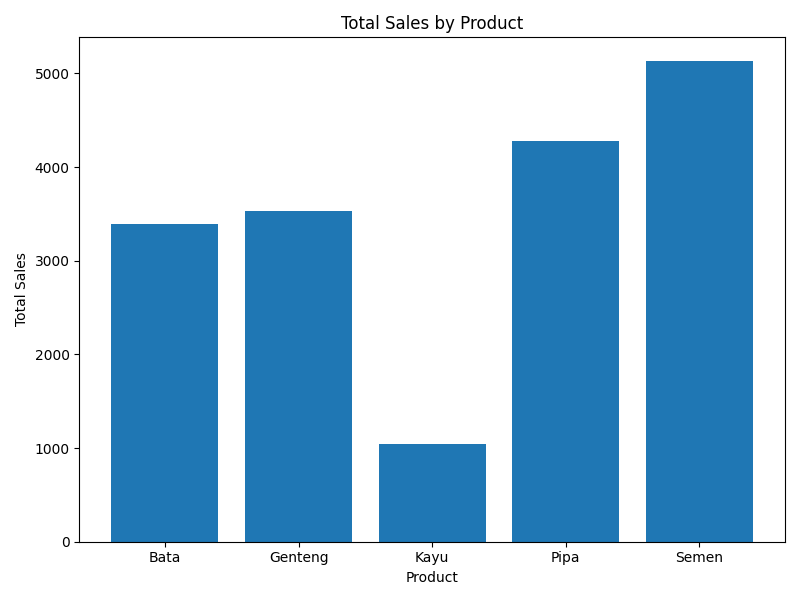 Total Sales by Product
Total Sales
5000
4000
3000
2000
1000
0
Bata Genteng Kayu Pipa Semen
Product